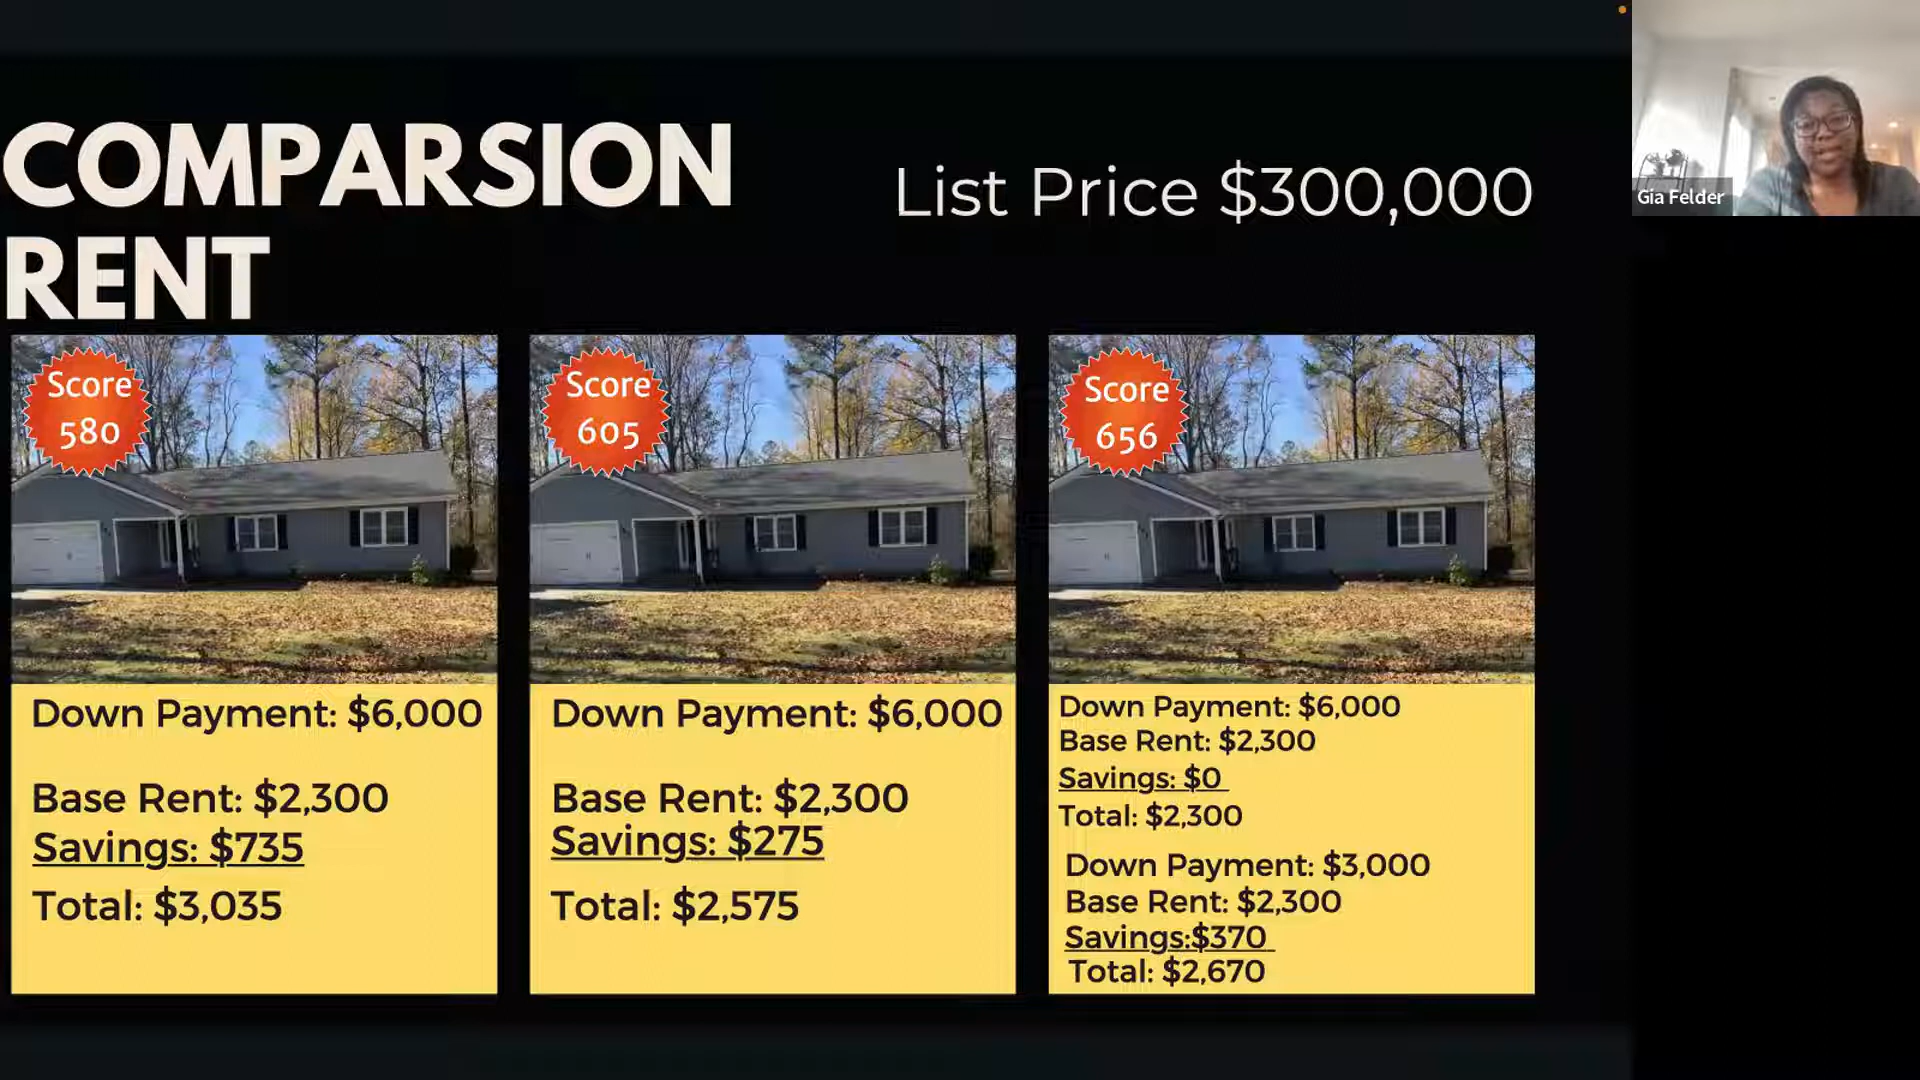 COMPARSION
RENT
List Price $300,000
Gia Felder
Score
580
Down Payment: $6,000
Base Rent: $2,300
Savings: $735
Total: $3,035
Score
605
Down Payment: $6,000
Base Rent: $2,300
Savings: $275
Total: $2,575
Score
656
Down Payment: $6,000
Base Rent: $2,300
Savings: $0
Total: $2,300
Down Payment: $3,000
Base Rent: $2,300
Savings:$370
Total: $2,670